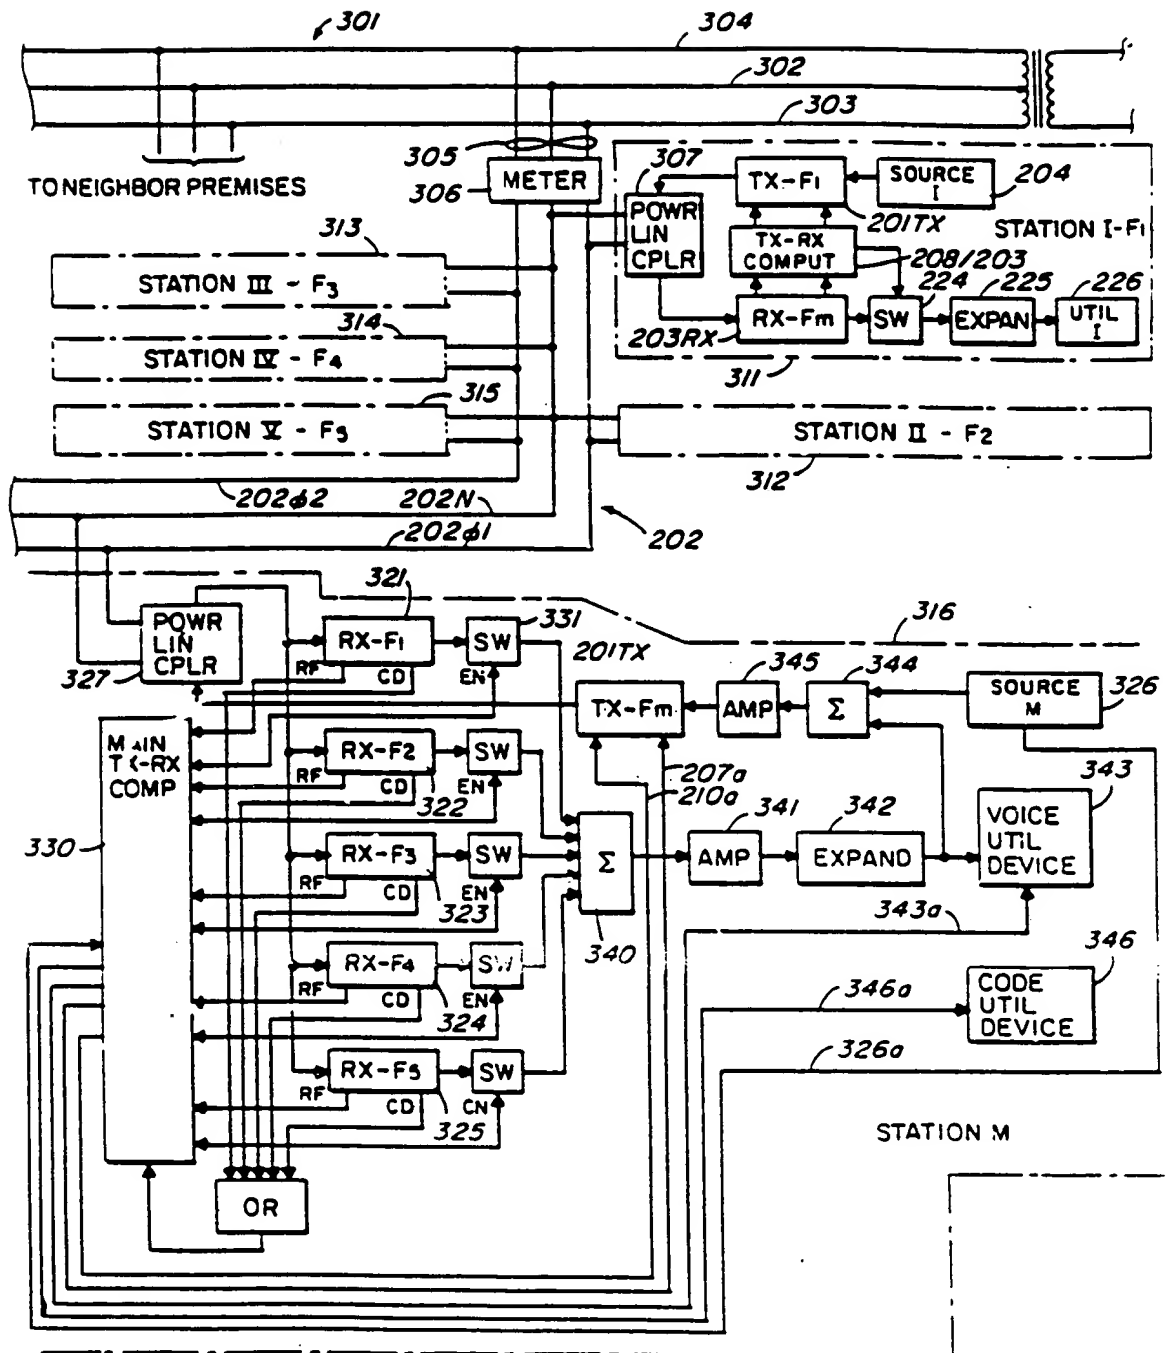 301
304
302
303
TO NEIGHBOR PREMISES
305
306
METER
307
POWR
LIN
CPLR
TX-F1
SOURCE
I
204
201TX
STATION I-F1
TX-RX
COMPUT
208/203
224
225
226
RX-Fm
SW
EXPAN
UTIL
I
203RX
311
313
STATION III - F3
314
STATION IV - F4
315
STATION V - F5
STATION II - F2
312
202ϕ2
202N
202ϕ1
202
321
331
316
POWR
LIN
CPLR
327
RX-F1
SW
RF
CD
EN
201TX
345
344
TX-Fm
AMP
Σ
SOURCE
M
326
MAIN
TX-RX
COMP
330
RX-F2
SW
RF
CD
322
EN
207a
210a
341
342
343
RX-F3
SW
RF
CD
323
EN
Σ
340
AMP
EXPAND
VOICE
UTIL
DEVICE
343a
346
RX-F4
SW
RF
CD
324
EN
346a
CODE
UTIL
DEVICE
326a
RX-F5
SW
RF
CD
325
CN
STATION M
OR